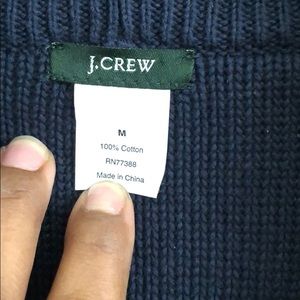 J.CREW
M
100% Cotton
RN77388
Made in China